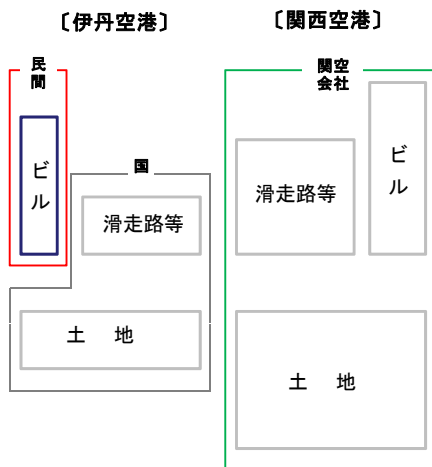 〔伊丹空港〕
民
間
ビ
ル
国
滑走路等
土 地
〔関西空港〕
関空
会社
滑走路等
ビ
ル
土 地